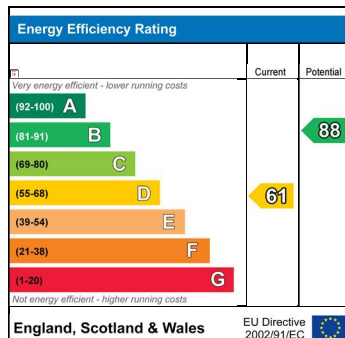 Energy Efficiency Rating
Current Potential
Very energy efficient - lower running costs
(92-100) A
(81-91) B
88
(69-80) C
(55-68) D
61
(39-54) E
(21-38) F
(1-20) G
Not energy efficient - higher running costs
England, Scotland & Wales
EU Directive
2002/91/EC